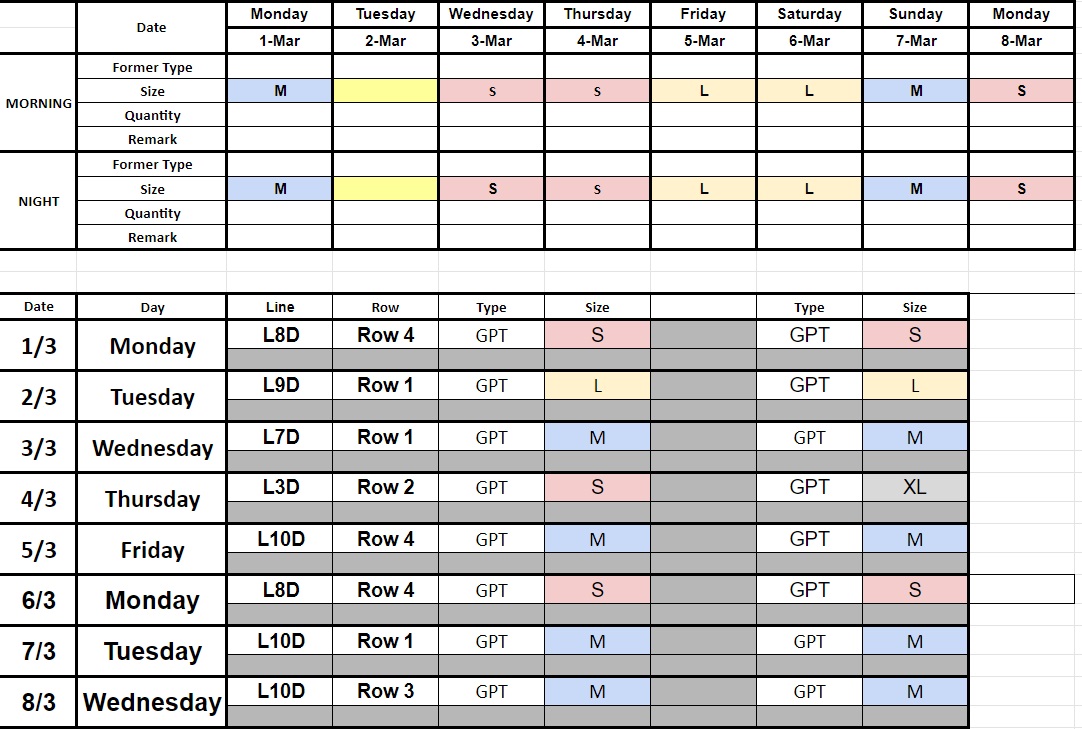 Date Monday Tuesday Wednesday Thursday Friday Saturday Sunday Monday
1-Mar 2-Mar 3-Mar 4-Mar 5-Mar 6-Mar 7-Mar 8-Mar
MORNING
Former Type
Size M s s L L M S
Quantity
Remark
NIGHT
Former Type
Size M S s L L M S
Quantity
Remark
Date Day Line Row Type Size Type Size
1/3 Monday L8D Row 4 GPT S GPT S
2/3 Tuesday L9D Row 1 GPT L GPT L
3/3 Wednesday L7D Row 1 GPT M GPT M
4/3 Thursday L3D Row 2 GPT S GPT XL
5/3 Friday L10D Row 4 GPT M GPT M
6/3 Monday L8D Row 4 GPT S GPT S
7/3 Tuesday L10D Row 1 GPT M GPT M
8/3 Wednesday L10D Row 3 GPT M GPT M